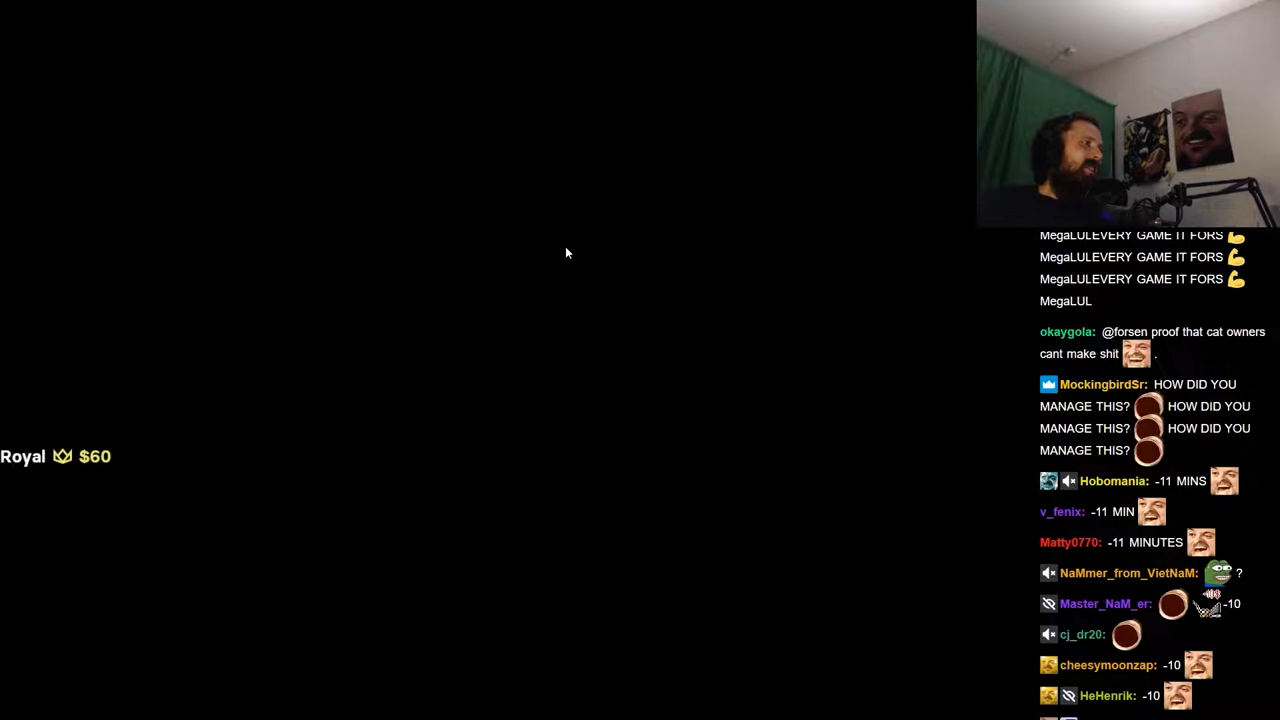 MegaLULEVERY GAME IT FORS
MegaLULEVERY GAME IT FORS
MegaLULEVERY GAME IT FORS
MegaLUL
okaygola: @forsen proof that cat owners
cant make shit .
MockingbirdSr: HOW DID YOU
MANAGE THIS? HOW DID YOU
MANAGE THIS? HOW DID YOU
MANAGE THIS?
Royal $60
Hobomania: -11 MINS
v_fenix: -11 MIN
Matty0770: -11 MINUTES
NaMmer_from_VietNaM: ?
Master_NaM_er: -10
cj_dr20:
cheesymoonzap: -10
HeHenrik: -10